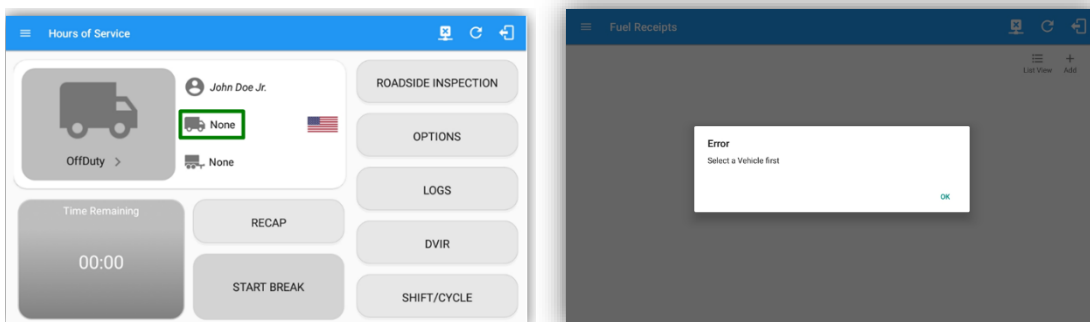 Hours of Service
John Doe Jr.
None
OffDuty >
None
Time Remaining
00:00
RECAP
START BREAK
ROADSIDE INSPECTION
OPTIONS
LOGS
DVIR
SHIFT/CYCLE
Fuel Receipts
List View
Add
Error
Select a Vehicle first
OK